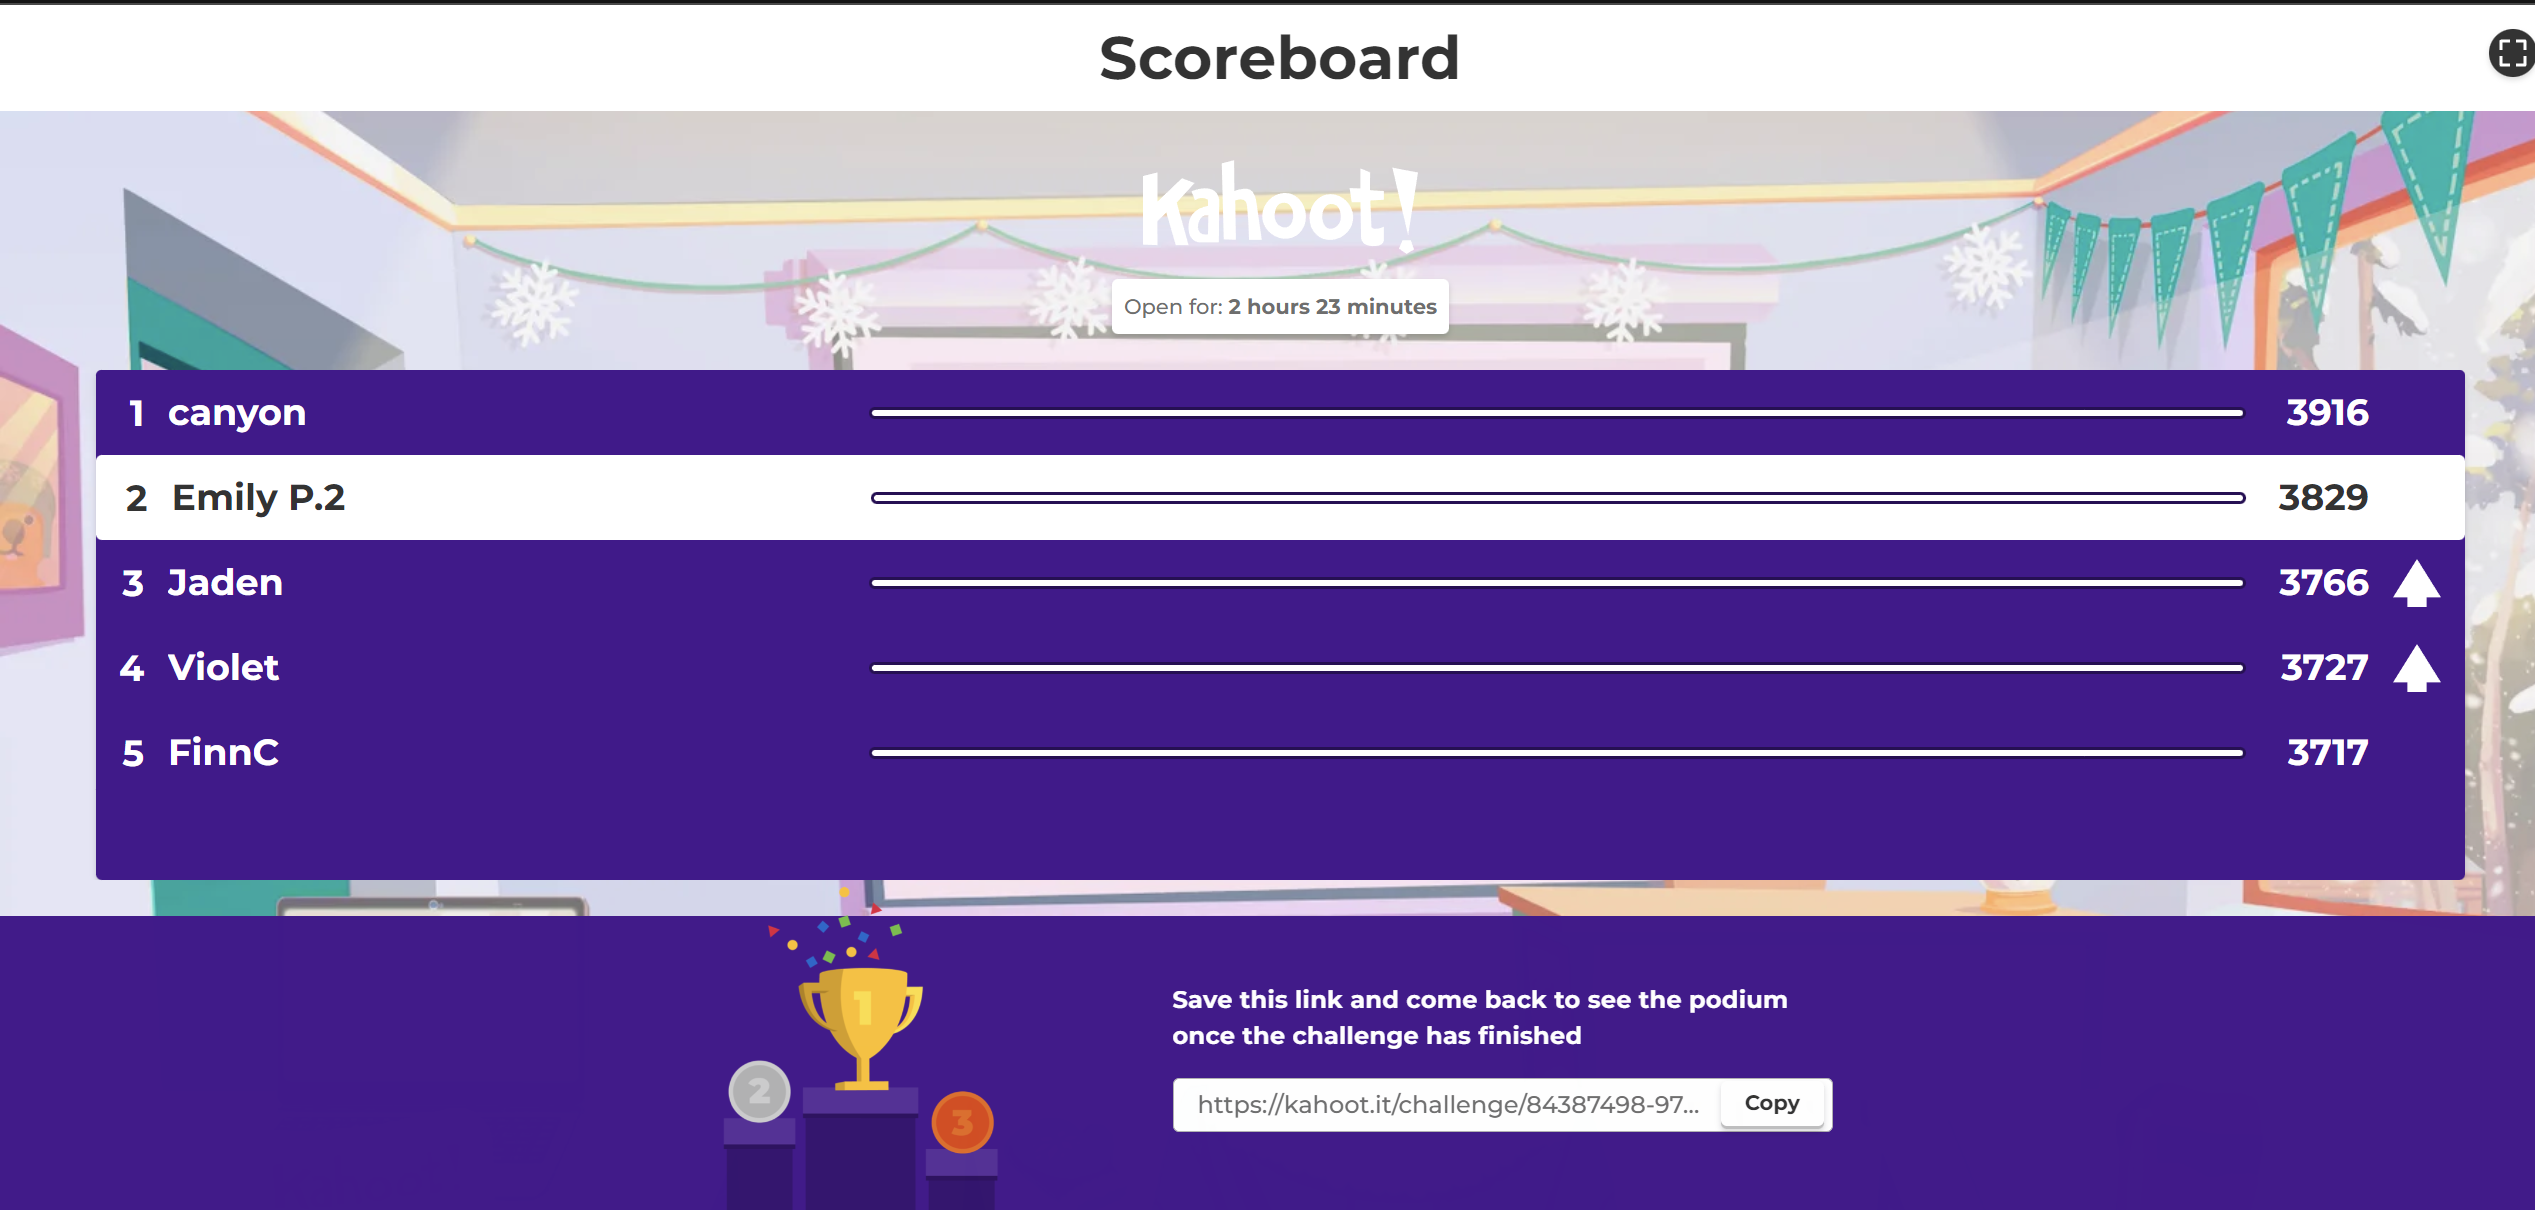 Scoreboard
Kahoot!
Open for: 2 hours 23 minutes
1 canyon 3916
2 Emily P.2 3829
3 Jaden 3766
4 Violet 3727
5 FinnC 3717
1
2
3
Save this link and come back to see the podium
once the challenge has finished
https://kahoot.it/challenge/84387498-97... Copy